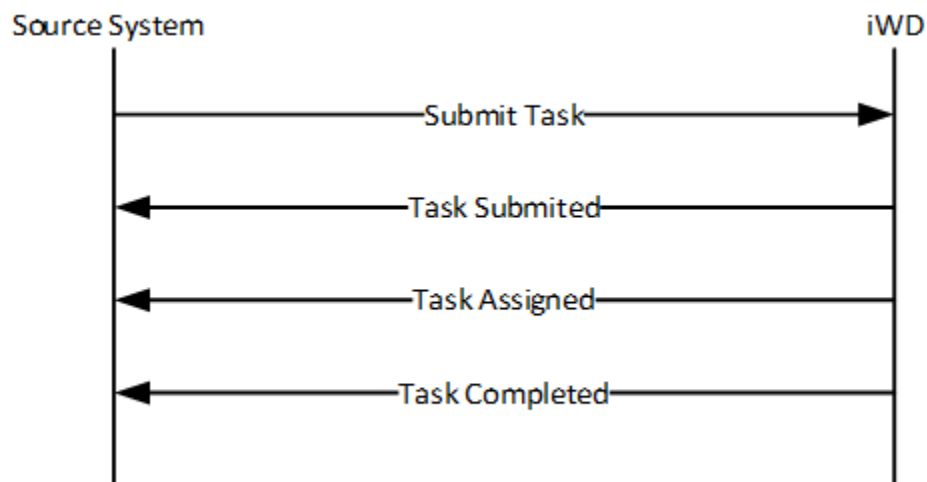 Source System
iWD
Submit Task
Task Submited
Task Assigned
Task Completed